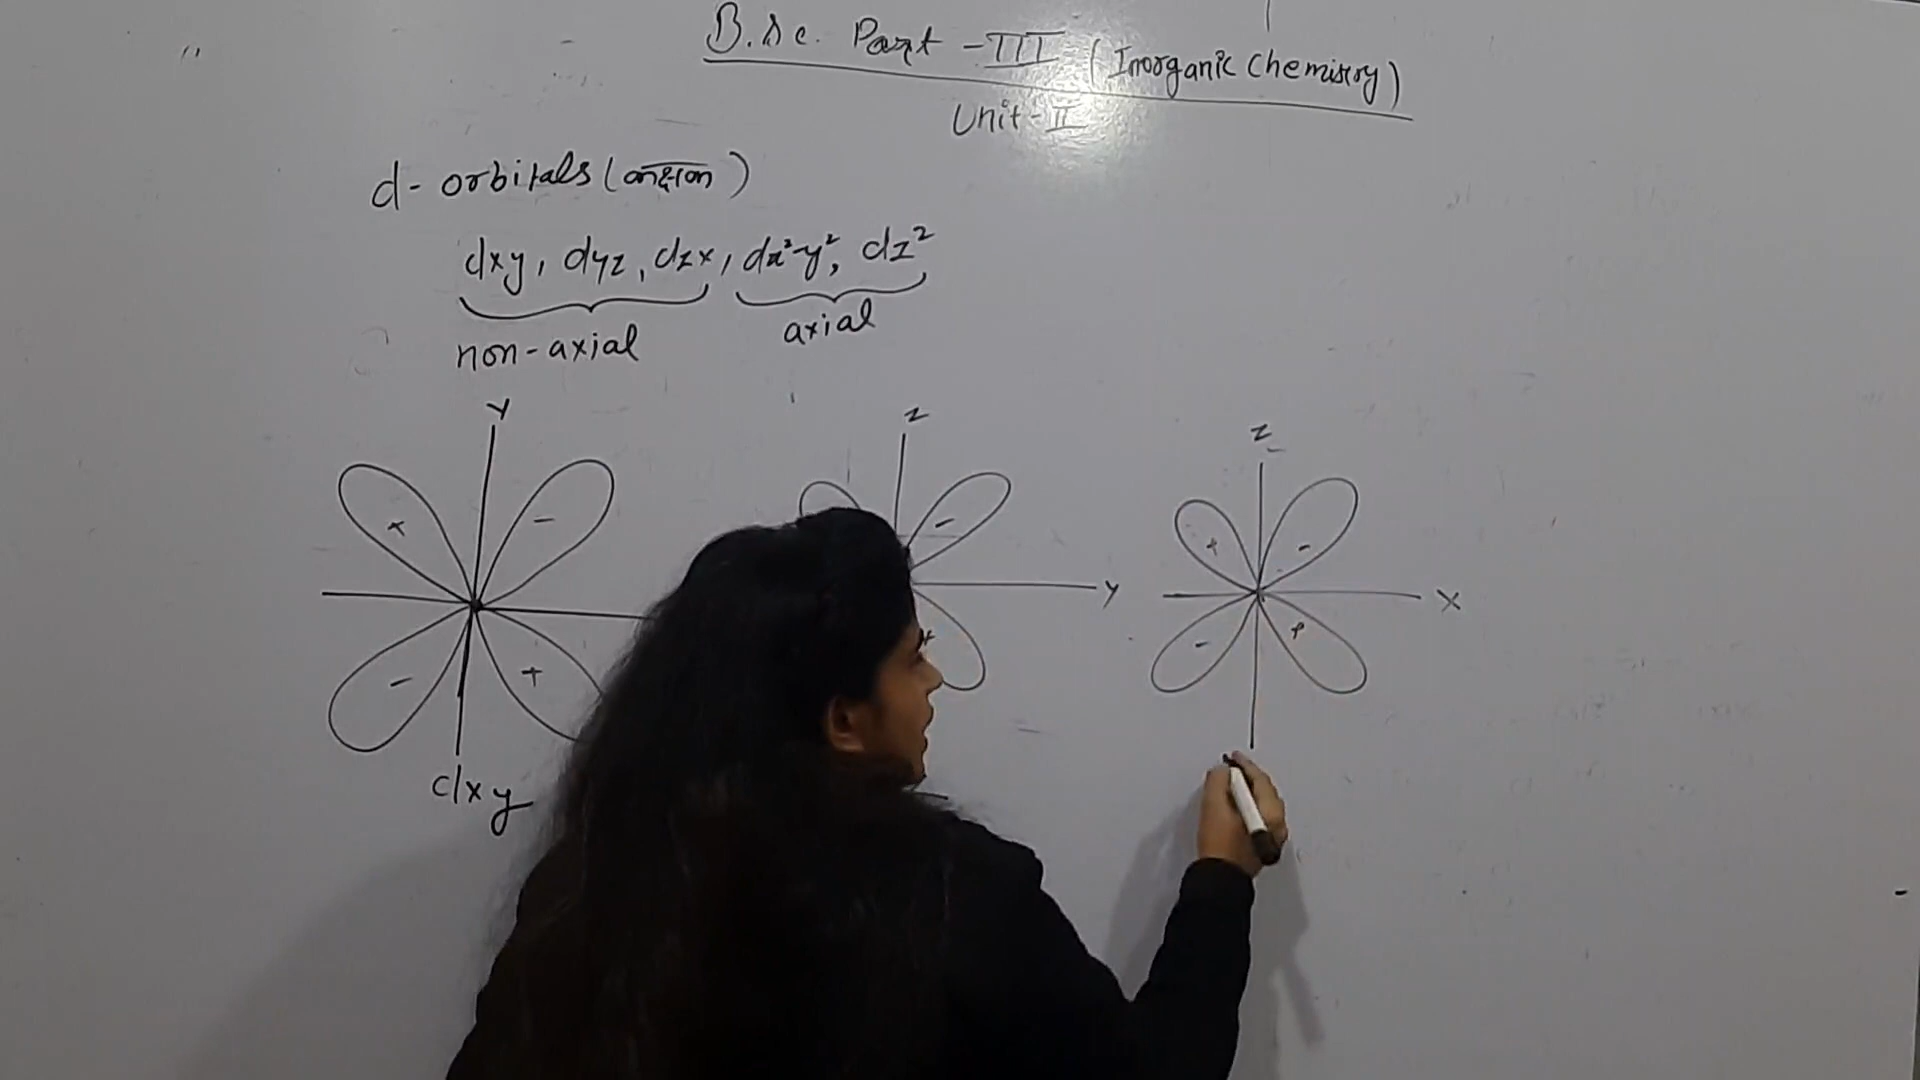 B.Sc. Part - III (Inorganic Chemistry)
Unit - II
d- orbitals (कक्षक)
dxy, dyz, dzx, dx²-y², dz²
non-axial
axial
Y
Z
Z
+ -
-
+ -
Y
X
- +
+
- +
dxy